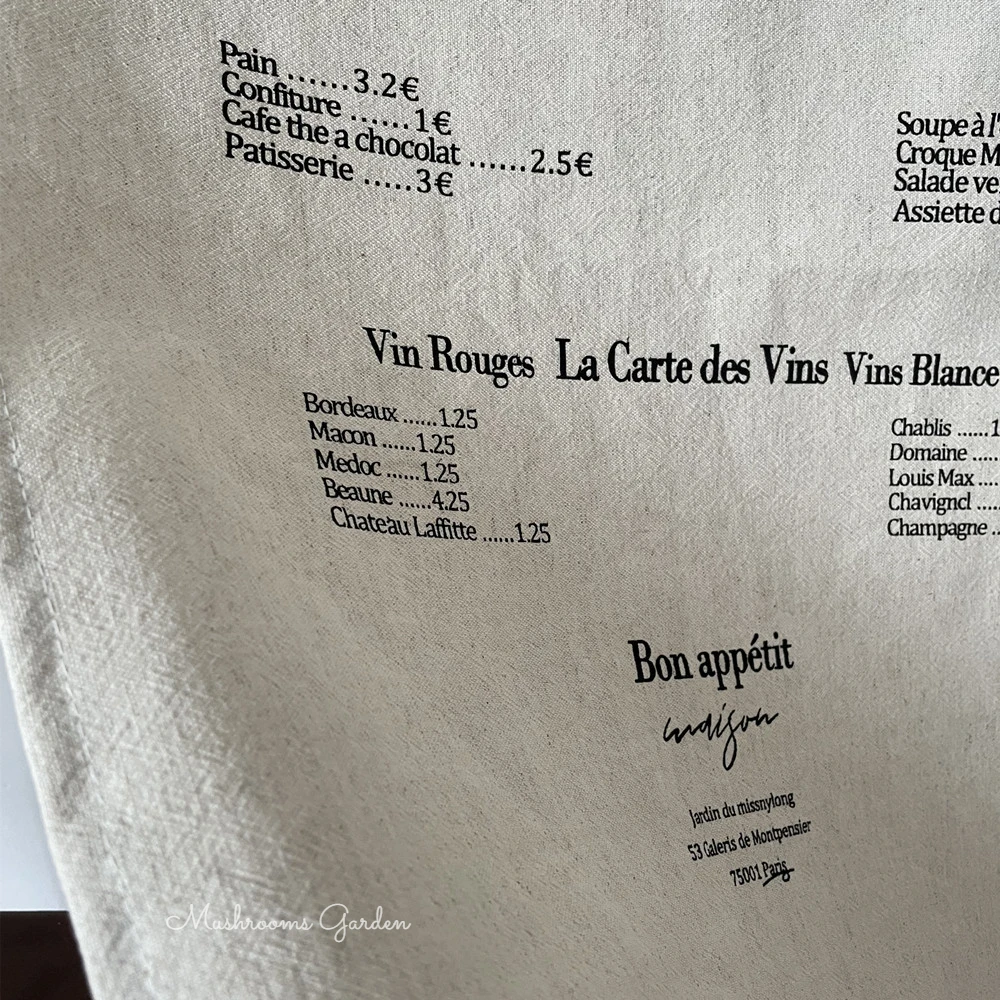 Pain ......3.2€
Confiture ......1€
Cafe the a chocolat ......2.5€
Patisserie .....3€
Soupe à l'
Croque M
Salade ve
Assiette d
Vin Rouges La Carte des Vins Vins Blance
Bordeaux ......1.25
Macon ......1.25
Medoc ......1.25
Beaune ......4.25
Chateau Laffitte ......1.25
Chablis ......1
Domaine .....
Louis Max ....
Chavigncl .....
Champagne ..
Bon appétit
maison
Jardin du missnylong
53 Galeris de Montpensier
75001 Paris
Mashrooms Garden